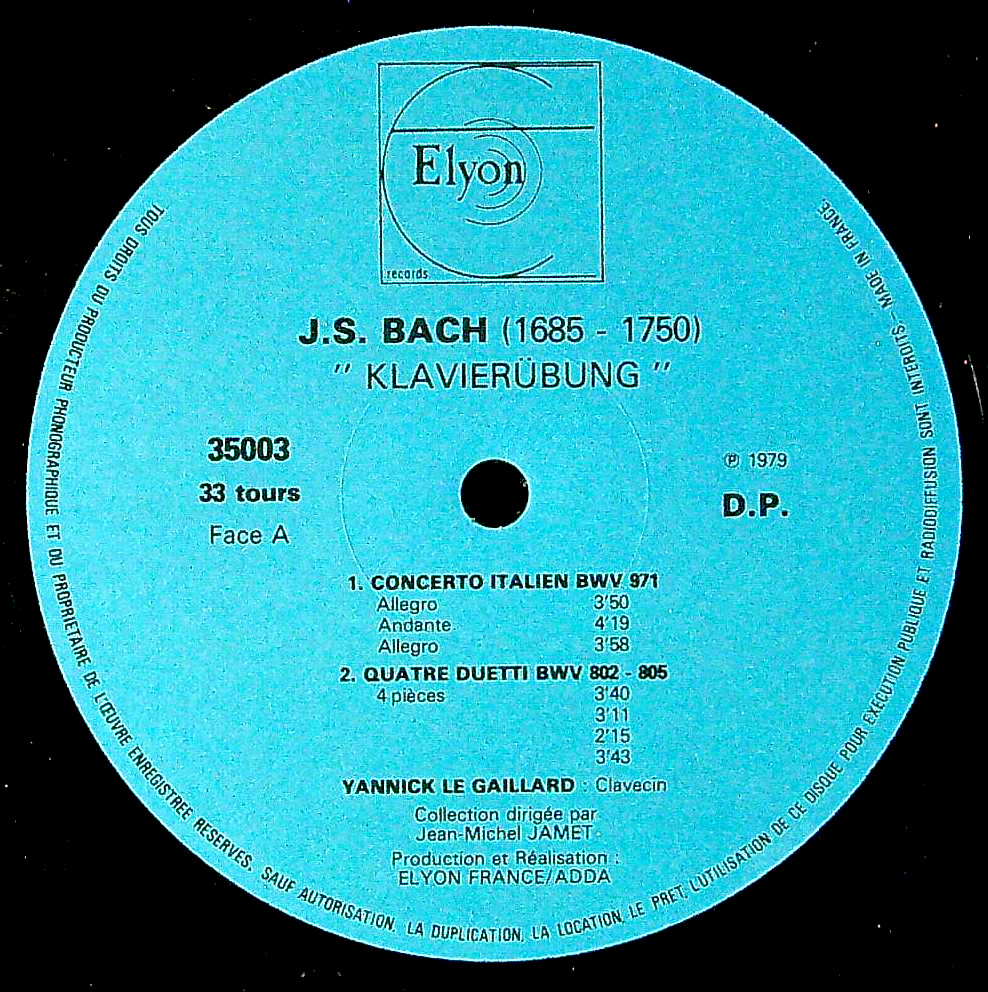 Elyon
records
J.S. BACH (1685 - 1750)
" KLAVIERÜBUNG "
35003
33 tours
Face A
℗ 1979
D.P.
1. CONCERTO ITALIEN BWV 971
Allegro 3'50
Andante 4'19
Allegro 3'58
2. QUATRE DUETTI BWV 802 - 805
4 pièces 3'40
3'11
2'15
3'43
YANNICK LE GAILLARD : Clavecin
Collection dirigée par
Jean-Michel JAMET
Production et Réalisation :
ELYON FRANCE/ADDA
TOUS DROITS DU PRODUCTEUR PHONOGRAPHIQUE ET DU PROPRIETAIRE DE L'ŒUVRE ENREGISTREE RESERVES. SAUF AUTORISATION, LA DUPLICATION, LA LOCATION, LE PRET, L'UTILISATION DE CE DISQUE POUR EXECUTION PUBLIQUE ET RADIODIFFUSION SONT INTERDITS - MADE IN FRANCE.